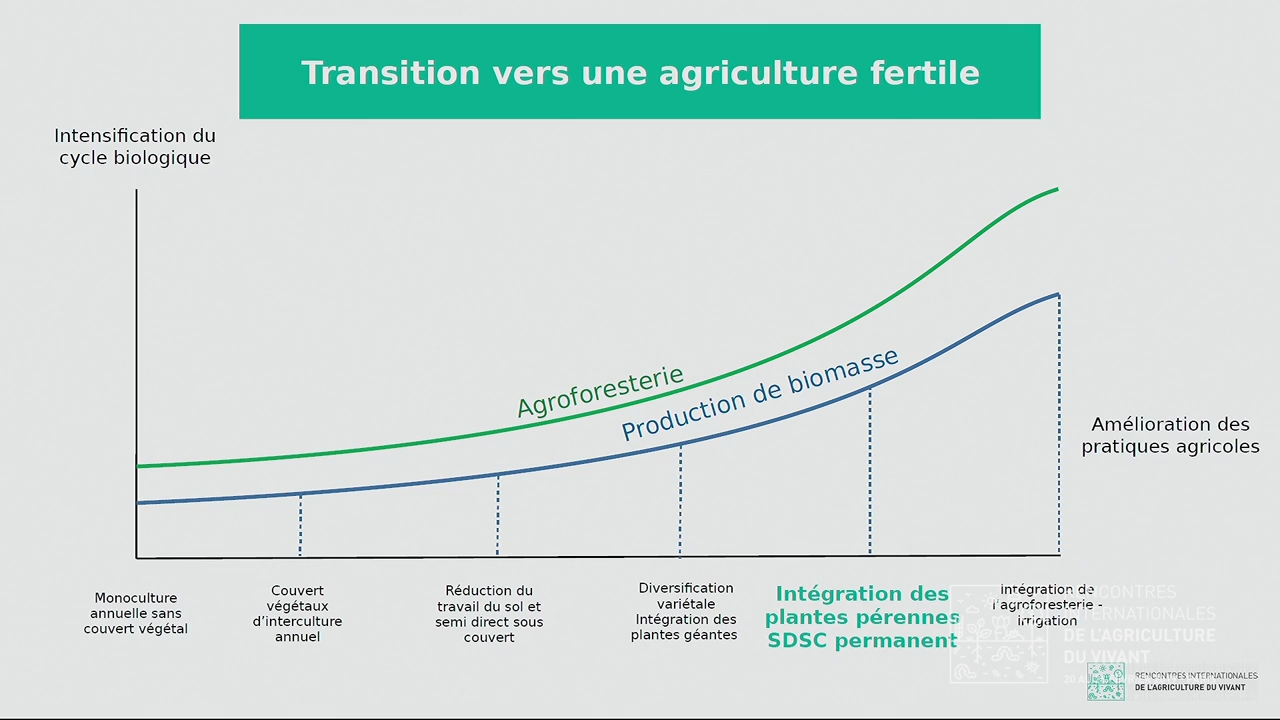 Transition vers une agriculture fertile
Intensification du
cycle biologique
Agroforesterie
Production de biomasse
Amélioration des
pratiques agricoles
Monoculture
annuelle sans
couvert végétal
Couvert
végétaux
d’interculture
annuel
Réduction du
travail du sol et
semi direct sous
couvert
Diversification
variétale
Intégration des
plantes géantes
Intégration des
plantes pérennes
SDSC permanent
Intégration de
l’agroforesterie -
irrigation
RENCONTRES
INTERNATIONALES
DE L'AGRICULTURE
DU VIVANT
RENCONTRES INTERNATIONALES
DE L'AGRICULTURE DU VIVANT